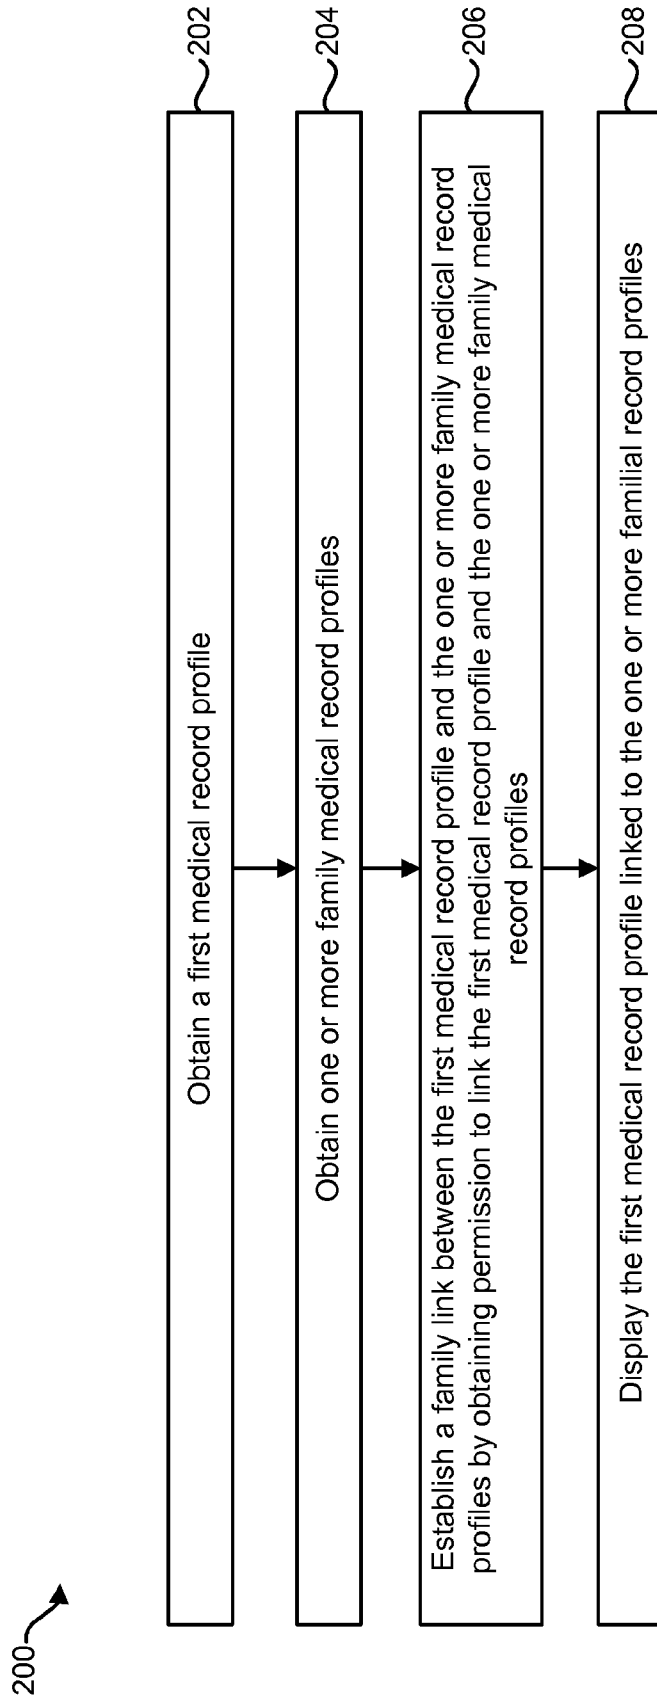 200
202
Obtain a first medical record profile
204
Obtain one or more family medical record profiles
206
Establish a family link between the first medical record profile and the one or more family medical record
profiles by obtaining permission to link the first medical record profile and the one or more family medical
record profiles
208
Display the first medical record profile linked to the one or more familial record profiles